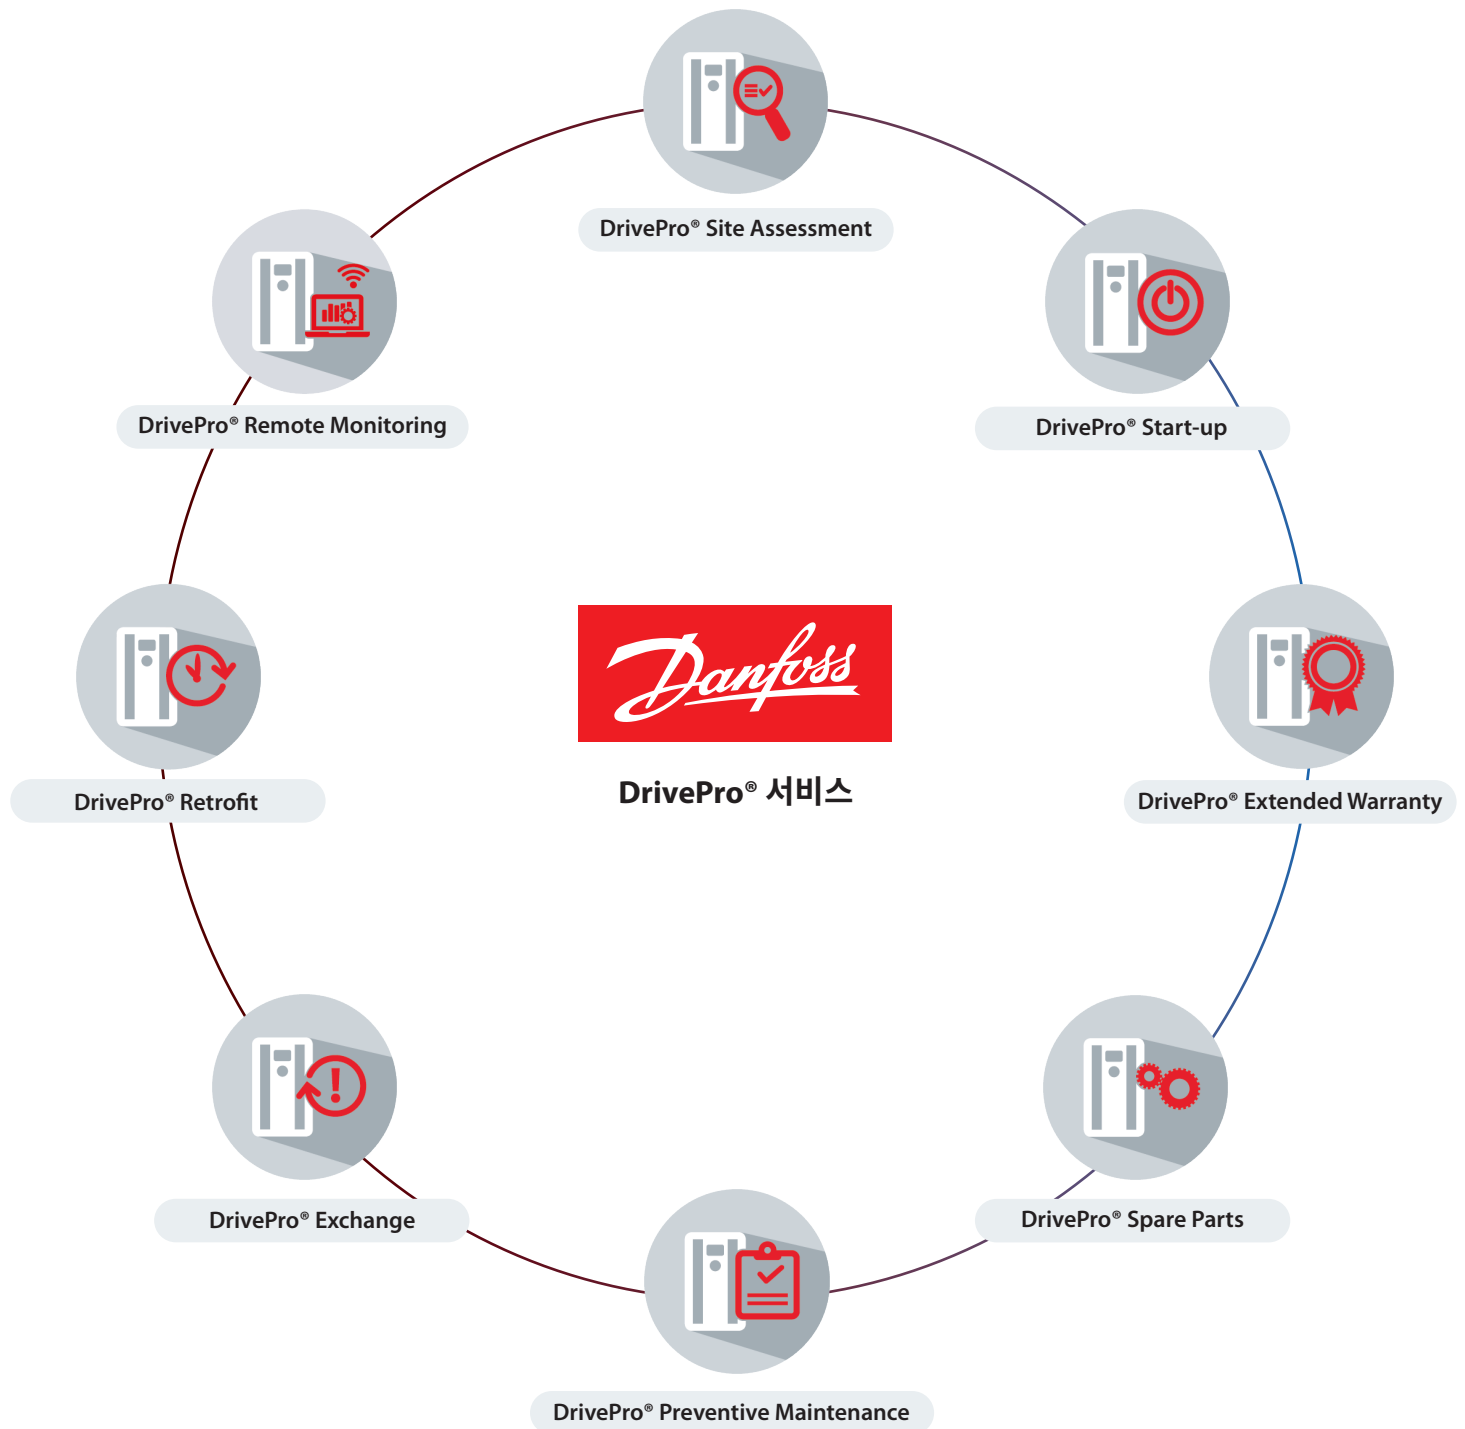 DrivePro® Site Assessment
DrivePro® Remote Monitoring
DrivePro® Start-up
Danfoss
DrivePro® 서비스
DrivePro® Retrofit
DrivePro® Extended Warranty
DrivePro® Exchange
DrivePro® Spare Parts
DrivePro® Preventive Maintenance